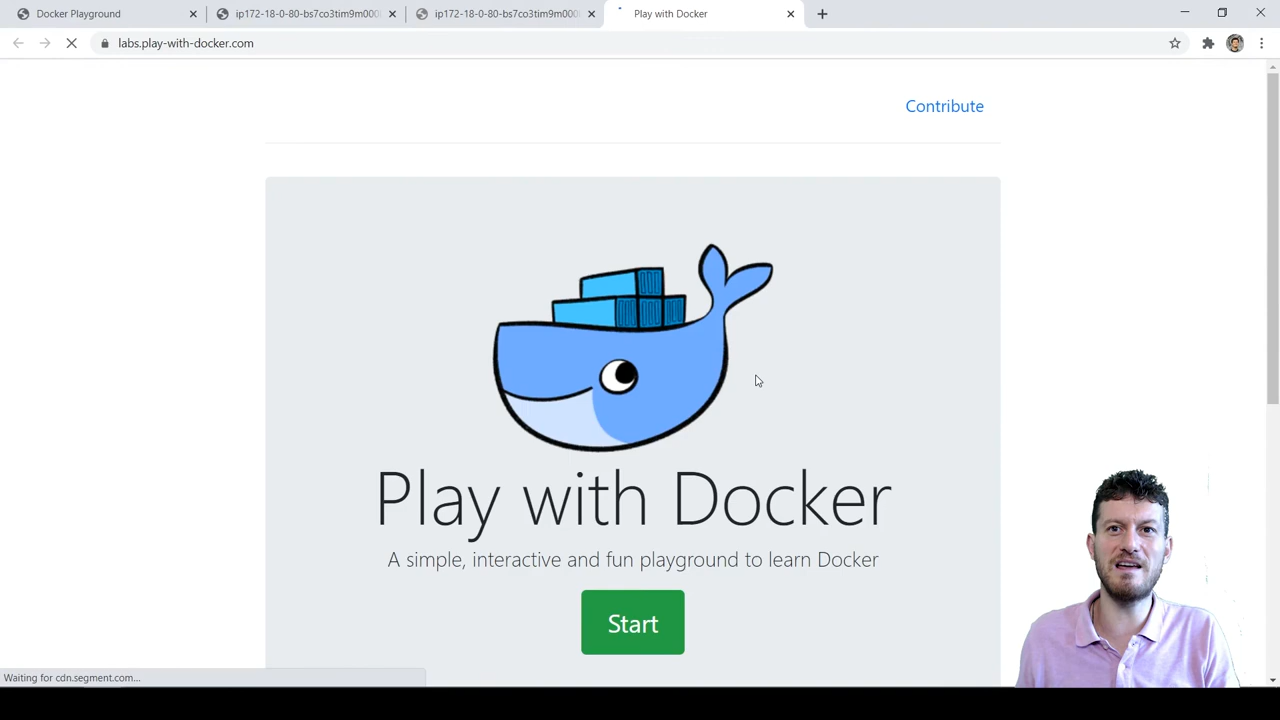 Docker Playground
ip172-18-0-80-bs7co3tim9m000
ip172-18-0-80-bs7co3tim9m000
Play with Docker
labs.play-with-docker.com
Contribute
Play with Docker
A simple, interactive and fun playground to learn Docker
Start
Waiting for cdn.segment.com...